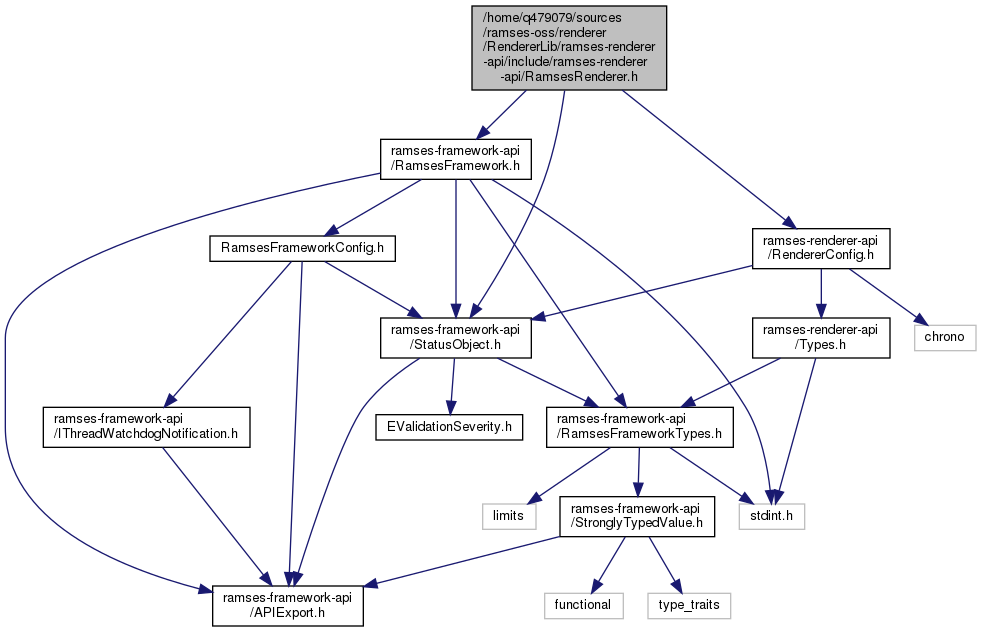 /home/q479079/sources
/ramses-oss/renderer
/RendererLib/ramses-renderer
-api/include/ramses-renderer
-api/RamsesRenderer.h
ramses-framework-api
/RamsesFramework.h
RamsesFrameworkConfig.h
ramses-renderer-api
/RendererConfig.h
ramses-framework-api
/StatusObject.h
ramses-renderer-api
/Types.h
chrono
ramses-framework-api
/IThreadWatchdogNotification.h
EValidationSeverity.h
ramses-framework-api
/RamsesFrameworkTypes.h
limits
ramses-framework-api
/StronglyTypedValue.h
stdint.h
ramses-framework-api
/APIExport.h
functional
type_traits